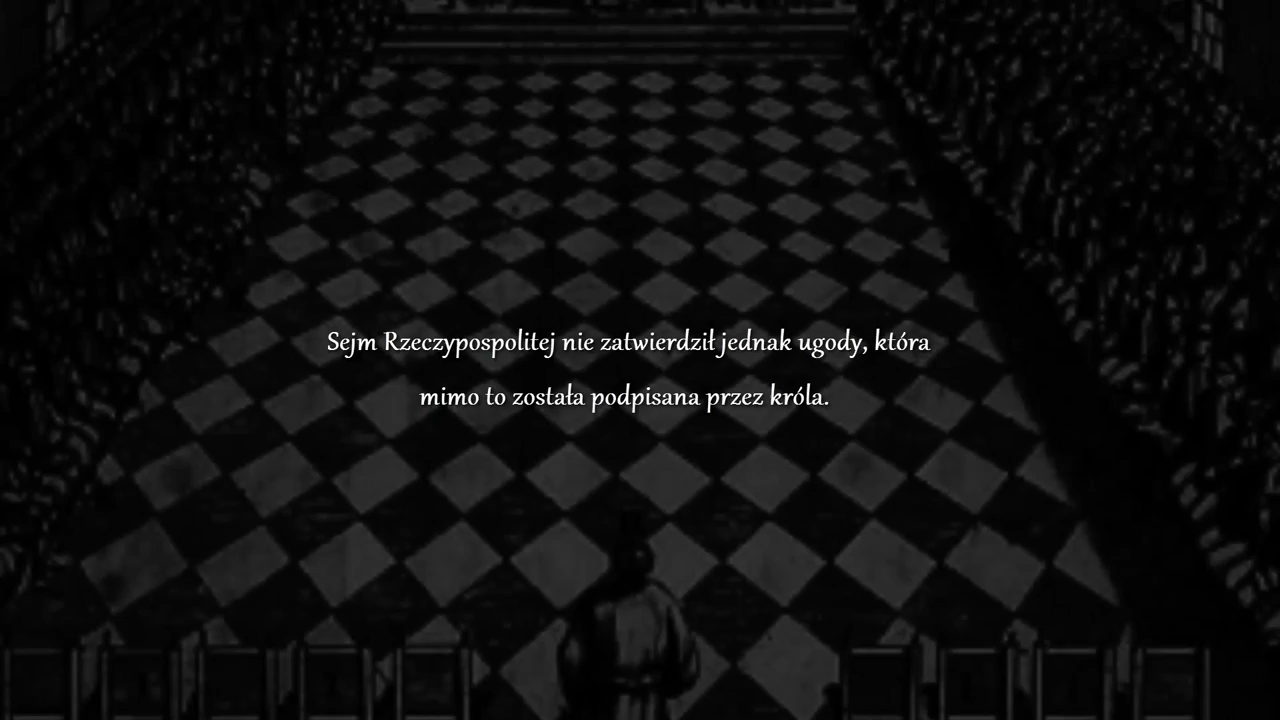 Sejm Rzeczypospolitej nie zatwierdził jednak ugody, która
mimo to została podpisana przez króla.